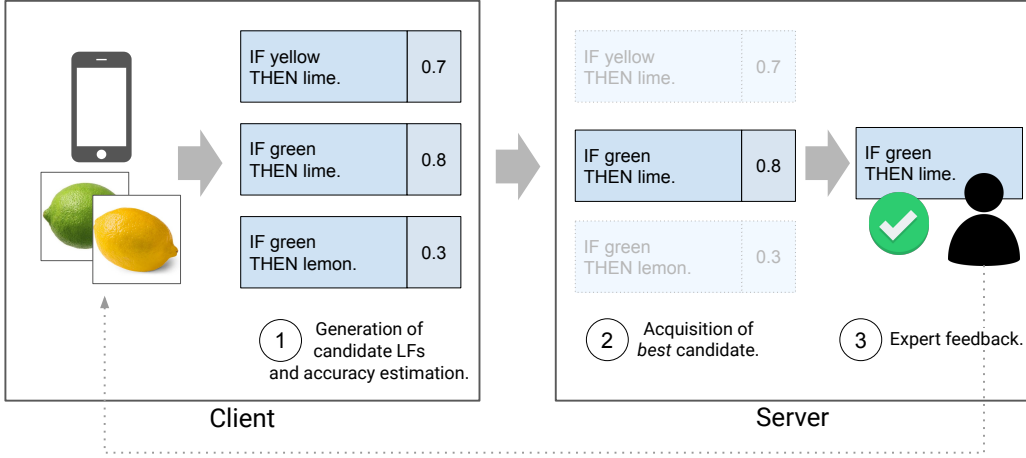 IF yellow
THEN lime.
0.7
IF green
THEN lime.
0.8
IF green
THEN lemon.
0.3
1
Generation of
candidate LFs
and accuracy estimation.
Client
IF yellow
THEN lime.
0.7
IF green
THEN lime.
0.8
IF green
THEN lemon.
0.3
2
Acquisition of
best candidate.
IF green
THEN lime.
3
Expert feedback.
Server